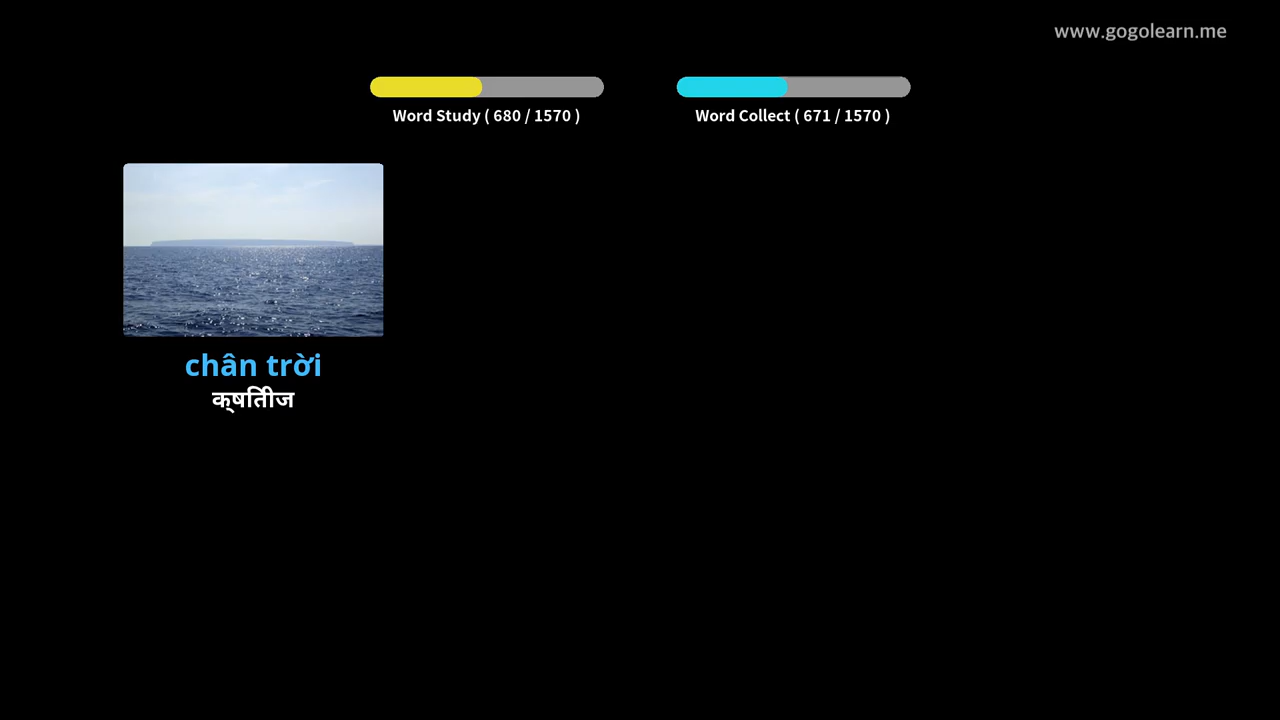 www.gogolearn.me
Word Study ( 680 / 1570 )
Word Collect ( 671 / 1570 )
chân trời
क्षितिज